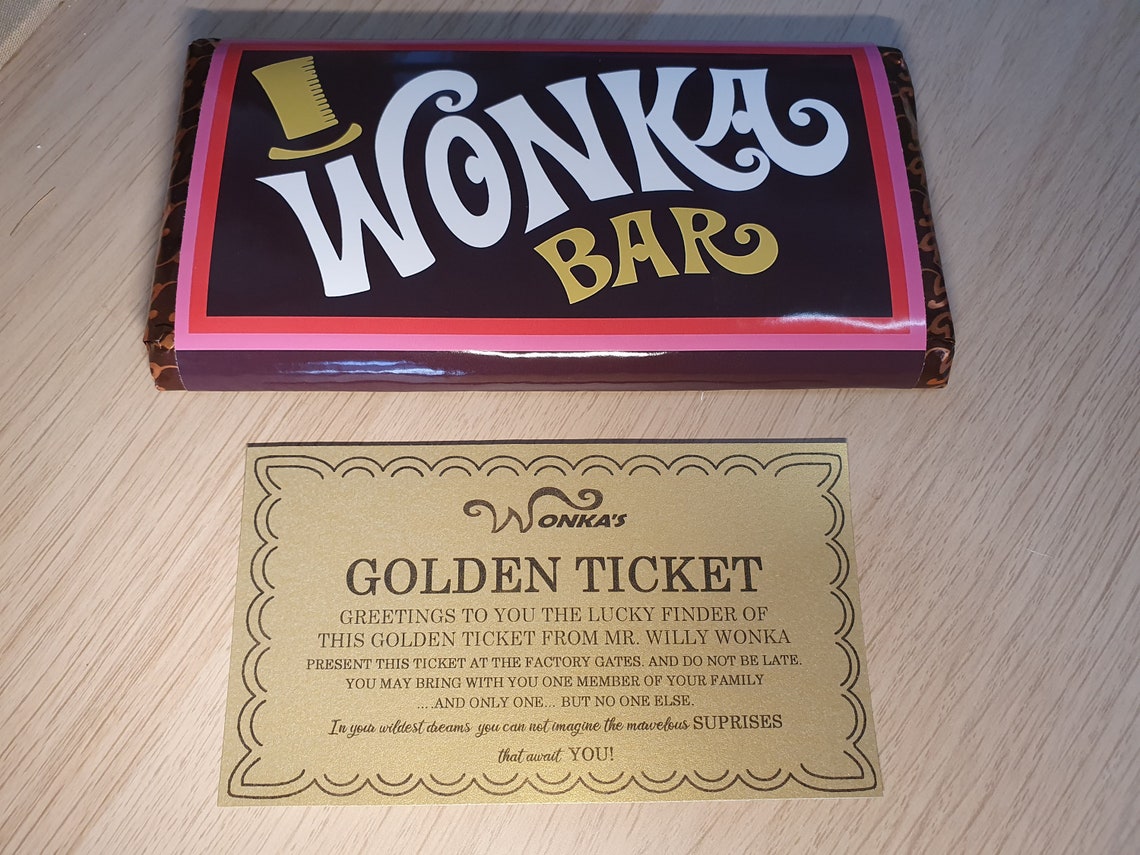 WONKA
BAR
WONKA'S
GOLDEN TICKET
GREETINGS TO YOU THE LUCKY FINDER OF
THIS GOLDEN TICKET FROM MR. WILLY WONKA
PRESENT THIS TICKET AT THE FACTORY GATES. AND DO NOT BE LATE.
YOU MAY BRING WITH YOU ONE MEMBER OF YOUR FAMILY
....AND ONLY ONE... BUT NO ONE ELSE.
In your wildest dreams you can not imagine the marvelous SUPRISES
that await YOU!